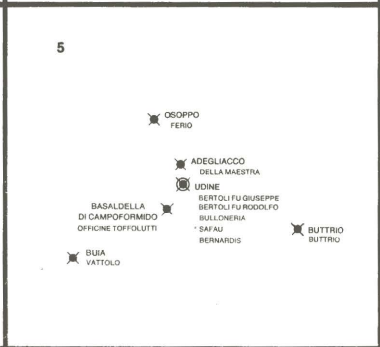 5
OSOPPO
FERIO
ADEGLIACCO
DELLA MAESTRA
UDINE
BERTOLI FU GIUSEPPE
BERTOLI FU RODOLFO
BULLONERIA
SAFAU
BERNARDIS
BASALDELLA
DI CAMPOFORMIDO
OFFICINE TOFFOLUTTI
BUTTRIO
BUTTRIO
BUIA
VATTOLO